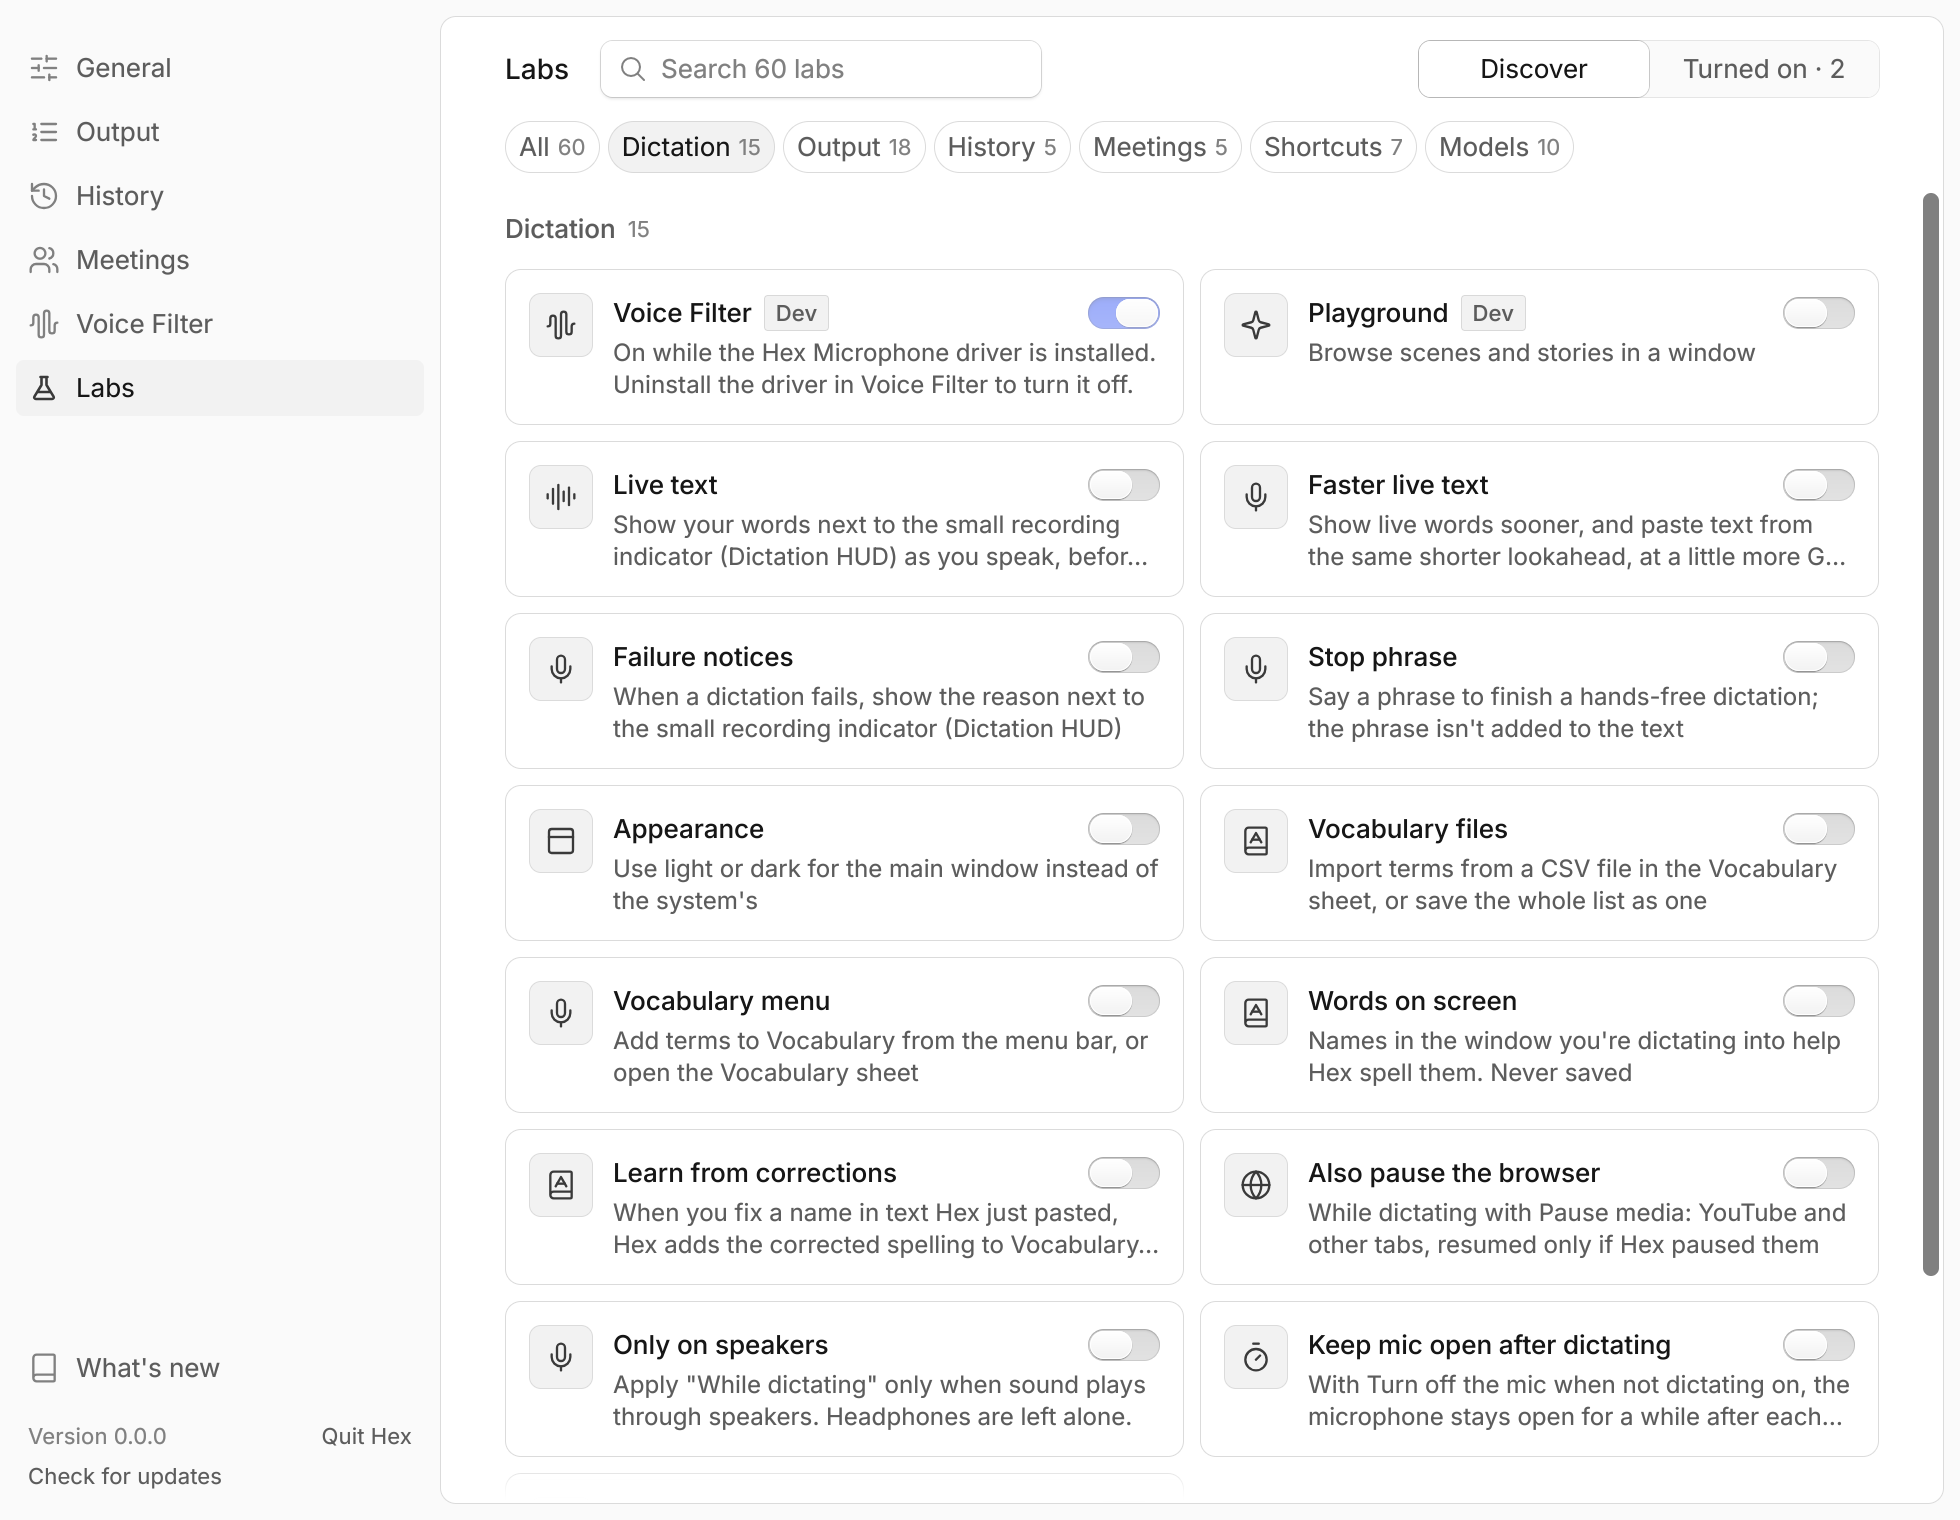 General
Output
History
Meetings
Voice Filter
Labs
What's new
Version 0.0.0
Quit Hex
Check for updates
Labs
Search 60 labs
Discover
Turned on · 2
All 60
Dictation 15
Output 18
History 5
Meetings 5
Shortcuts 7
Models 10
Dictation 15
Voice Filter Dev
On while the Hex Microphone driver is installed.
Uninstall the driver in Voice Filter to turn it off.
Playground Dev
Browse scenes and stories in a window
Live text
Show your words next to the small recording
indicator (Dictation HUD) as you speak, befor...
Faster live text
Show live words sooner, and paste text from
the same shorter lookahead, at a little more G...
Failure notices
When a dictation fails, show the reason next to
the small recording indicator (Dictation HUD)
Stop phrase
Say a phrase to finish a hands-free dictation;
the phrase isn't added to the text
Appearance
Use light or dark for the main window instead of
the system's
Vocabulary files
Import terms from a CSV file in the Vocabulary
sheet, or save the whole list as one
Vocabulary menu
Add terms to Vocabulary from the menu bar, or
open the Vocabulary sheet
Words on screen
Names in the window you're dictating into help
Hex spell them. Never saved
Learn from corrections
When you fix a name in text Hex just pasted,
Hex adds the corrected spelling to Vocabulary...
Also pause the browser
While dictating with Pause media: YouTube and
other tabs, resumed only if Hex paused them
Only on speakers
Apply "While dictating" only when sound plays
through speakers. Headphones are left alone.
Keep mic open after dictating
With Turn off the mic when not dictating on, the
microphone stays open for a while after each...